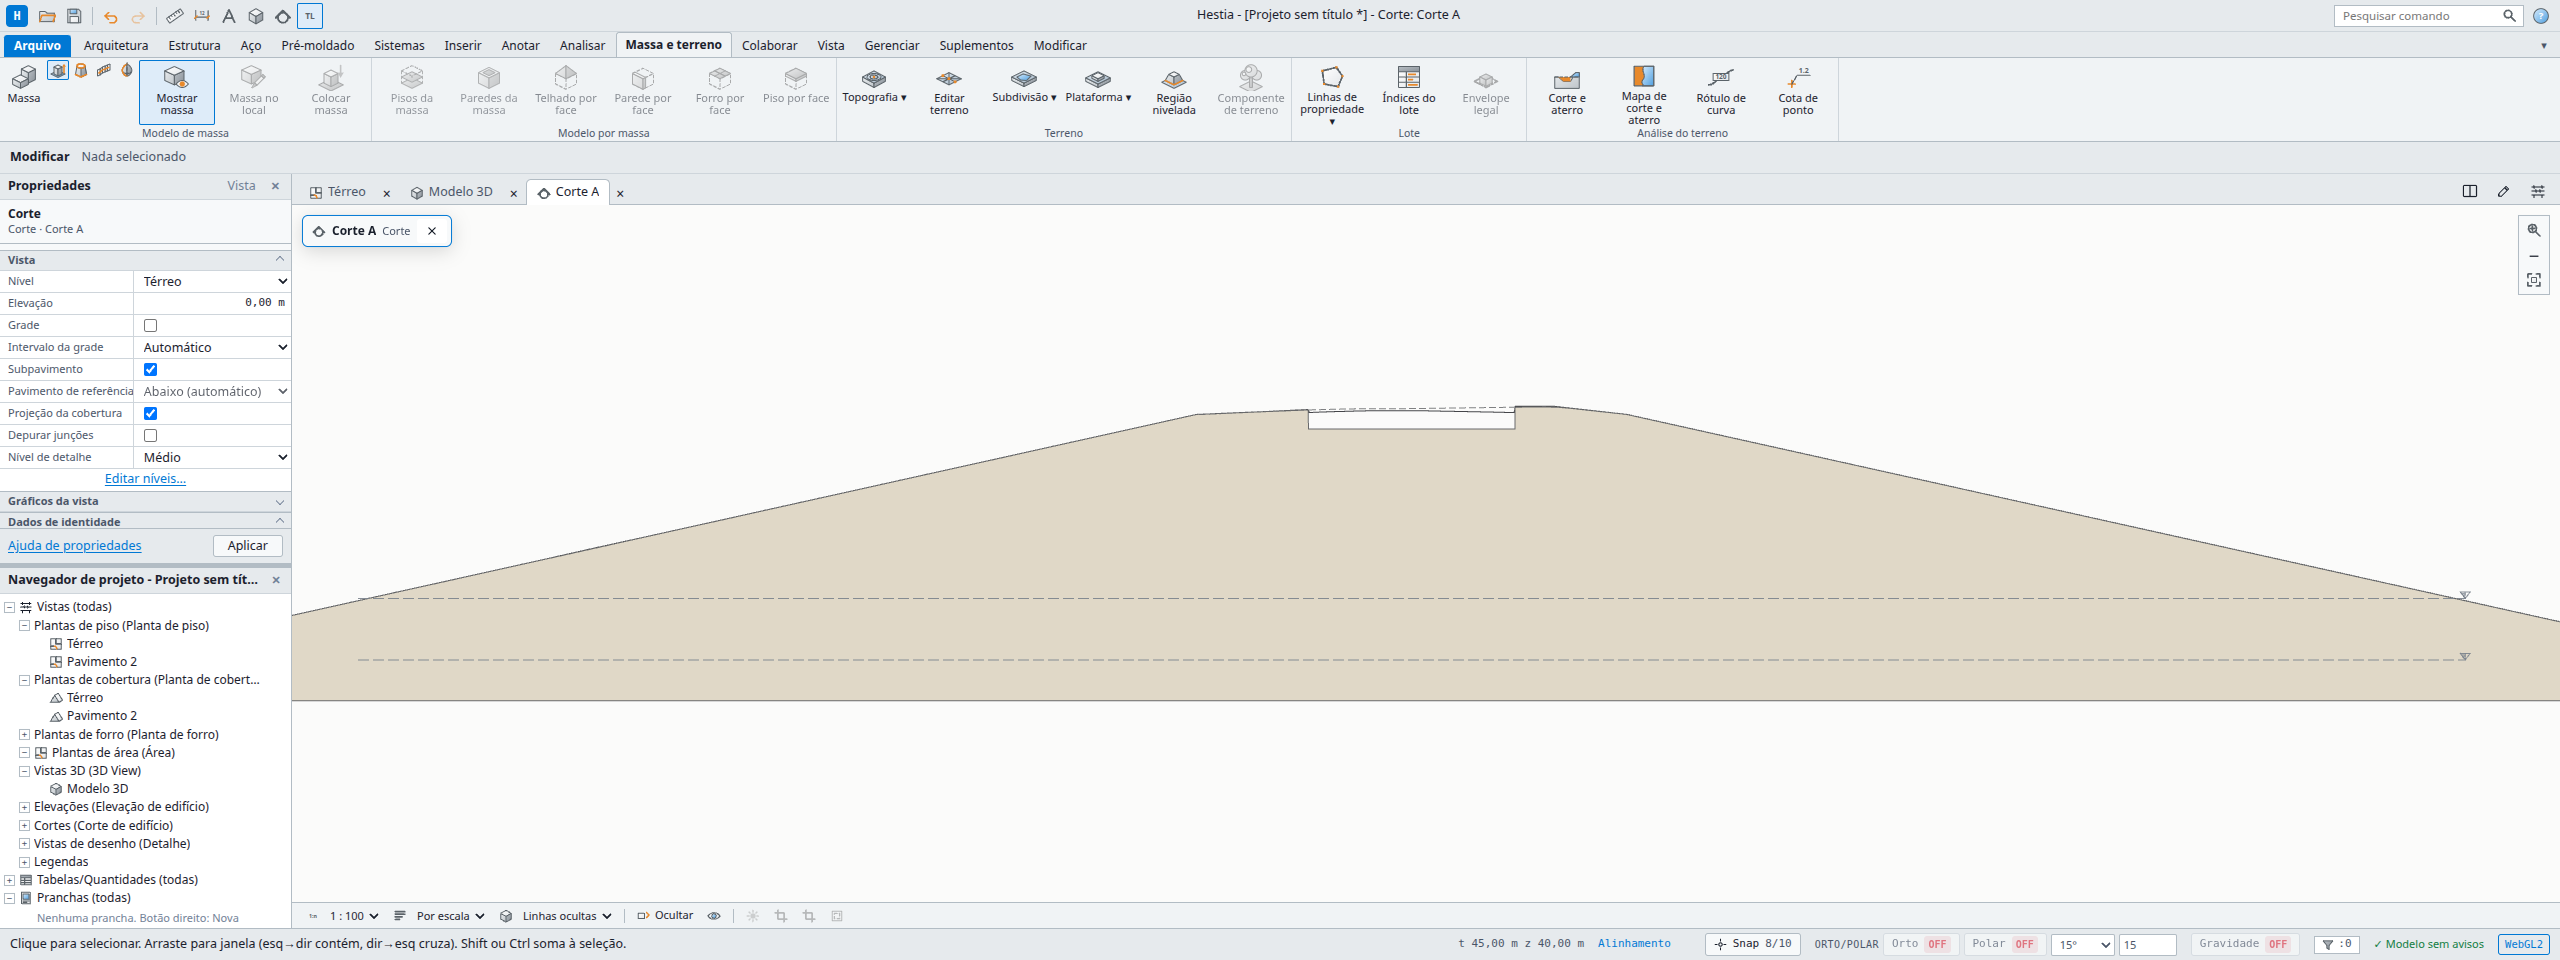 H
TL
Hestia - [Projeto sem título *] - Corte: Corte A
Pesquisar comando
?
Arquivo Arquitetura Estrutura Aço Pré-moldado Sistemas Inserir Anotar Analisar Massa e terreno Colaborar Vista Gerenciar Suplementos Modificar
Massa
Mostrar massa
Massa no local
Colocar massa
Pisos da massa
Paredes da massa
Telhado por face
Parede por face
Forro por face
Piso por face
Topografia ▾
Editar terreno
Subdivisão ▾
Plataforma ▾
Região nivelada
Componente de terreno
Linhas de propriedade ▾
Índices do lote
Envelope legal
Corte e aterro
Mapa de corte e aterro
Rótulo de curva
Cota de ponto
Modelo de massa
Modelo por massa
Terreno
Lote
Análise do terreno
Modificar Nada selecionado
Propriedades Vista ×
Corte
Corte · Corte A
Vista
Nível Térreo
Elevação 0,00 m
Grade
Intervalo da grade Automático
Subpavimento
Pavimento de referência Abaixo (automático)
Projeção da cobertura
Depurar junções
Nível de detalhe Médio
Editar níveis...
Gráficos da vista
Dados de identidade
Ajuda de propriedades Aplicar
Navegador de projeto - Projeto sem tít... ×
Vistas (todas)
Plantas de piso (Planta de piso)
Térreo
Pavimento 2
Plantas de cobertura (Planta de cobert...
Térreo
Pavimento 2
Plantas de forro (Planta de forro)
Plantas de área (Área)
Vistas 3D (3D View)
Modelo 3D
Elevações (Elevação de edifício)
Cortes (Corte de edifício)
Vistas de desenho (Detalhe)
Legendas
Tabelas/Quantidades (todas)
Pranchas (todas)
Nenhuma prancha. Botão direito: Nova
Térreo × Modelo 3D × Corte A ×
Corte A Corte ×
1 : 100 Por escala Linhas ocultas Ocultar
Clique para selecionar. Arraste para janela (esq→dir contém, dir→esq cruza). Shift ou Ctrl soma à seleção.
t 45,00 m z 40,00 m Alinhamento Snap 8/10 ORTO/POLAR Orto OFF Polar OFF 15° 15 Gravidade OFF :0 ✓ Modelo sem avisos WebGL2